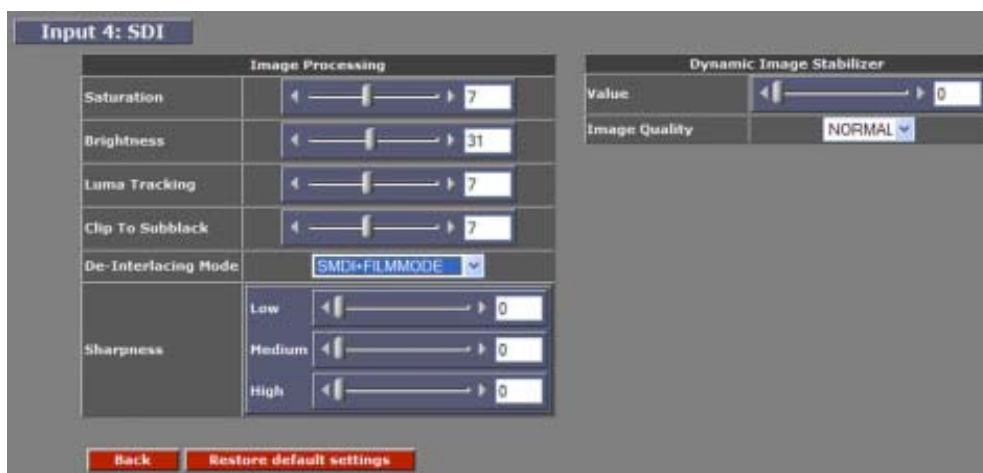 Input 4: SDI
Image Processing
Saturation 7
Brightness 31
Luma Tracking 7
Clip To Subblack 7
De-Interlacing Mode SMDI+FILMMODE
Sharpness
Low 0
Medium 0
High 0
Dynamic Image Stabilizer
Value 0
Image Quality NORMAL
Back Restore default settings